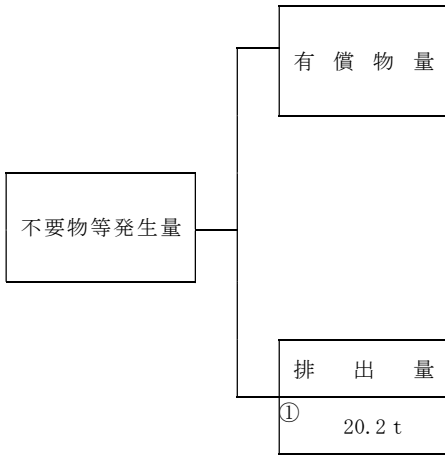 有償物量
不要物等発生量
排出量
①
20.2 t